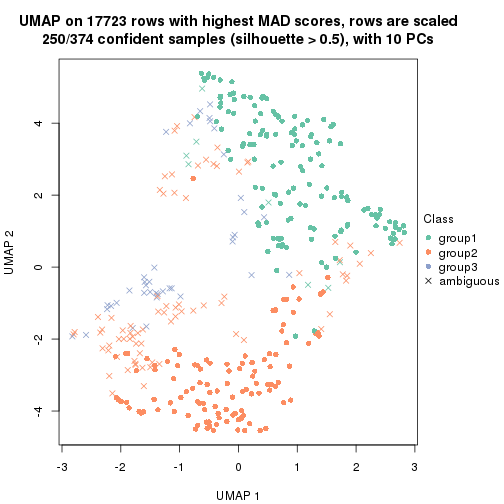 UMAP on 17723 rows with highest MAD scores, rows are scaled
250/374 confident samples (silhouette > 0.5), with 10 PCs
4
2
0
-2
-4
UMAP 2
-3
-2
-1
0
1
2
3
UMAP 1
Class
group1
group2
group3
ambiguous